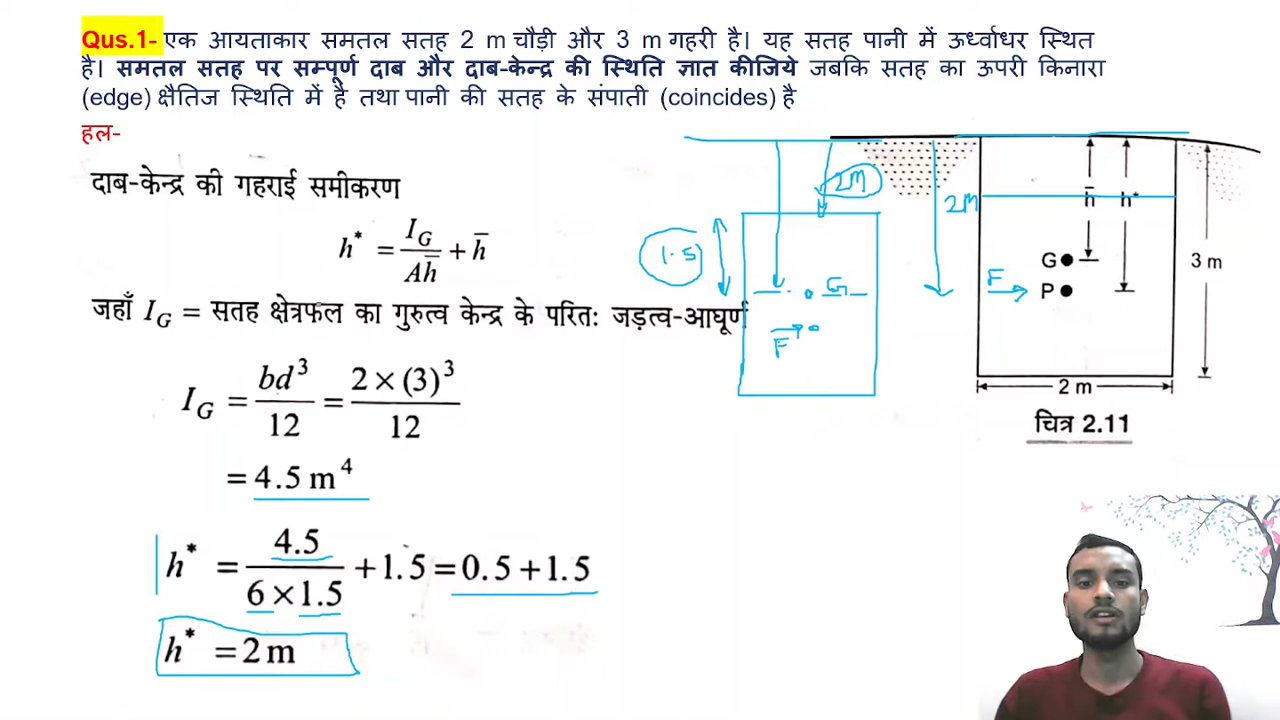 Qus.1- एक आयताकार समतल सतह 2 m चौड़ी और 3 m गहरी है। यह सतह पानी में ऊर्ध्वाधर स्थित
है। समतल सतह पर सम्पूर्ण दाब और दाब-केन्द्र की स्थिति ज्ञात कीजिये जबकि सतह का ऊपरी किनारा
(edge) क्षैतिज स्थिति में है तथा पानी की सतह के संपाती (coincides) है
हल-
दाब-केन्द्र की गहराई समीकरण
h* = I_G / Ah̄ + h̄
जहाँ I_G = सतह क्षेत्रफल का गुरुत्व केन्द्र के परितः जड़त्व-आघूर्ण
I_G = bd³/12 = 2 × (3)³/12
= 4.5 m⁴
h* = 4.5/(6 × 1.5) + 1.5 = 0.5 + 1.5
h* = 2 m
2M
1.5
G
F
2M
h̄
h*
G
F
P
3 m
2 m
चित्र 2.11